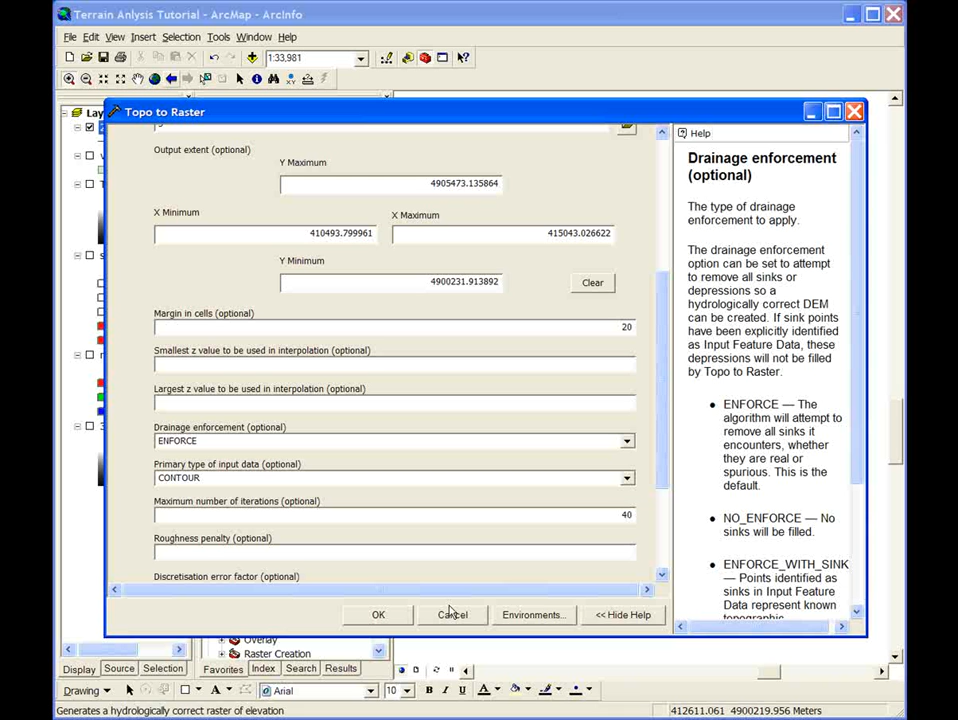 Terrain Anlysis Tutorial - ArcMap - ArcInfo
File Edit View Insert Selection Tools Window Help
1:33,981
Topo to Raster
Output extent (optional)
Y Maximum
4905473.135864
X Minimum
X Maximum
410493.799961
415043.026622
Y Minimum
4900231.913892
Clear
Margin in cells (optional)
20
Smallest z value to be used in interpolation (optional)
Largest z value to be used in interpolation (optional)
Drainage enforcement (optional)
ENFORCE
Primary type of input data (optional)
CONTOUR
Maximum number of iterations (optional)
40
Roughness penalty (optional)
Discretisation error factor (optional)
OK Cancel Environments... << Hide Help
Help
Drainage enforcement
(optional)
The type of drainage
enforcement to apply.
The drainage enforcement
option can be set to attempt
to remove all sinks or
depressions so a
hydrologically correct DEM
can be created. If sink points
have been explicitly identified
as Input Feature Data, these
depressions will not be filled
by Topo to Raster.
• ENFORCE — The
algorithm will attempt to
remove all sinks it
encounters, whether
they are real or
spurious. This is the
default.
• NO_ENFORCE — No
sinks will be filled.
• ENFORCE_WITH_SINK
— Points identified as
sinks in Input Feature
Data represent known
topographic
Lay
Overlay
Raster Creation
Display Source Selection
Favorites Index Search Results
Drawing
Arial
10
B I U A
Generates a hydrologically correct raster of elevation
412611.061 4900219.956 Meters